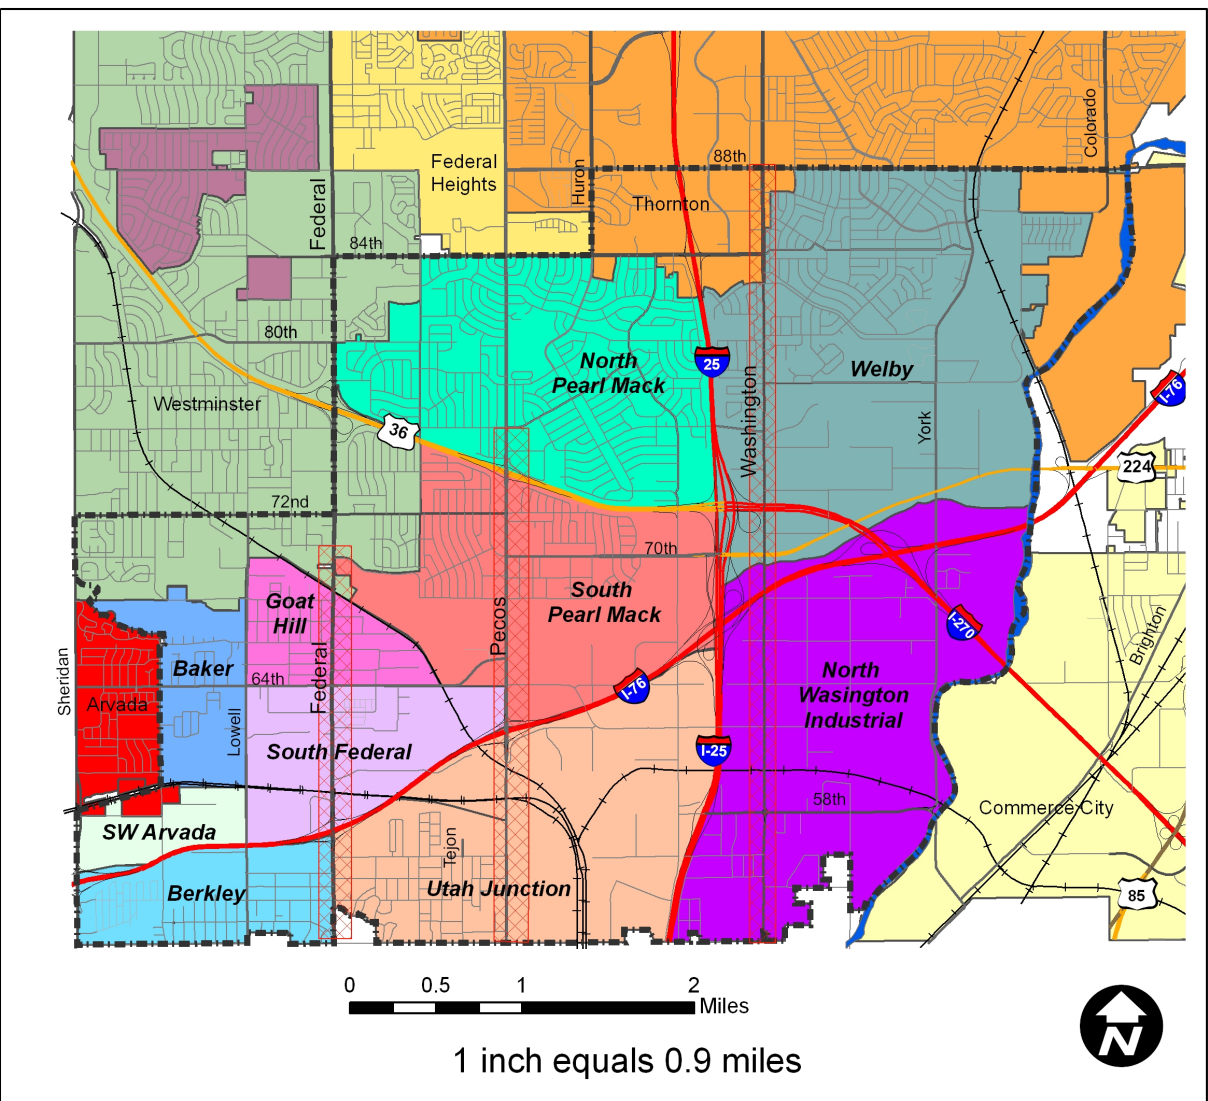 Colorado
88th
Federal
Heights
Huron
Thornton
Federal
84th
80th
North
Pearl Mack
25
Welby
I-76
Washington
Westminster
36
York
224
72nd
70th
South
Pearl Mack
Goat
Hill
Pecos
I-270
Brighton
Sheridan
Baker
64th
Federal
I-76
North
Wasington
Industrial
Arvada
Lowell
South Federal
I-25
58th
Commerce City
SW Arvada
Tejon
Berkley
Utah Junction
85
0 0.5 1 2
Miles
N
1 inch equals 0.9 miles